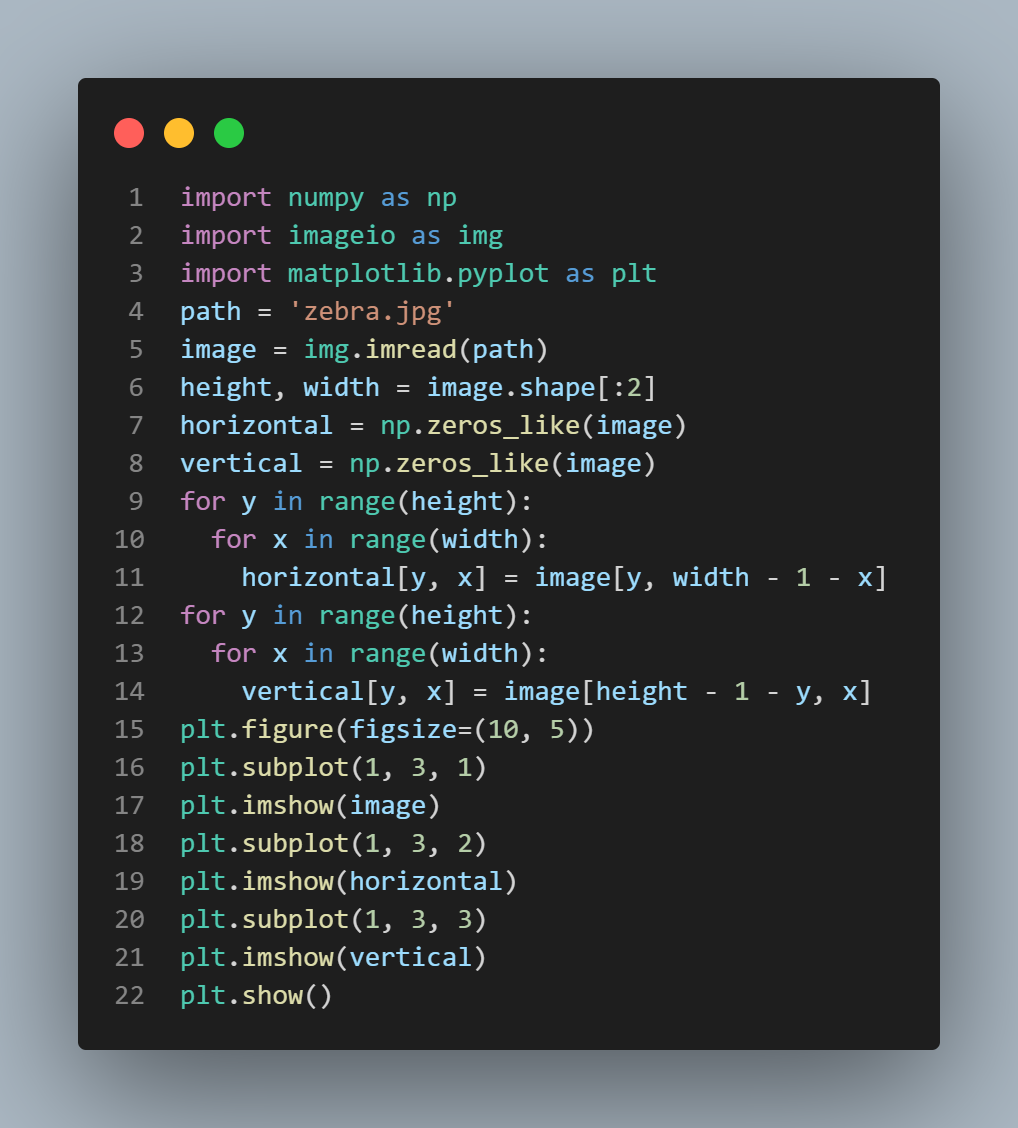 1 import numpy as np
2 import imageio as img
3 import matplotlib.pyplot as plt
4 path = 'zebra.jpg'
5 image = img.imread(path)
6 height, width = image.shape[:2]
7 horizontal = np.zeros_like(image)
8 vertical = np.zeros_like(image)
9 for y in range(height):
10   for x in range(width):
11     horizontal[y, x] = image[y, width - 1 - x]
12 for y in range(height):
13   for x in range(width):
14     vertical[y, x] = image[height - 1 - y, x]
15 plt.figure(figsize=(10, 5))
16 plt.subplot(1, 3, 1)
17 plt.imshow(image)
18 plt.subplot(1, 3, 2)
19 plt.imshow(horizontal)
20 plt.subplot(1, 3, 3)
21 plt.imshow(vertical)
22 plt.show()